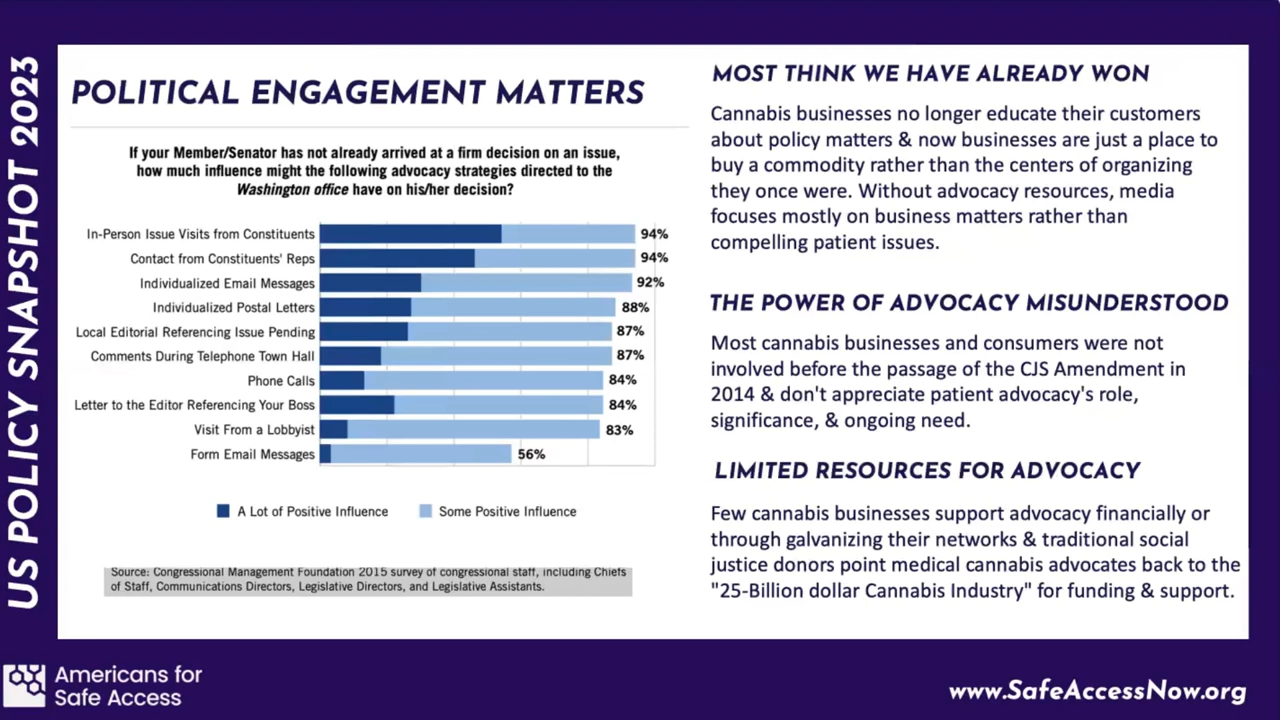 US POLICY SNAPSHOT 2023
POLITICAL ENGAGEMENT MATTERS
If your Member/Senator has not already arrived at a firm decision on an issue,
how much influence might the following advocacy strategies directed to the
Washington office have on his/her decision?
In-Person Issue Visits from Constituents 94%
Contact from Constituents' Reps 94%
Individualized Email Messages 92%
Individualized Postal Letters 88%
Local Editorial Referencing Issue Pending 87%
Comments During Telephone Town Hall 87%
Phone Calls 84%
Letter to the Editor Referencing Your Boss 84%
Visit From a Lobbyist 83%
Form Email Messages 56%
A Lot of Positive Influence Some Positive Influence
Source: Congressional Management Foundation 2015 survey of congressional staff, including Chiefs
of Staff, Communications Directors, Legislative Directors, and Legislative Assistants.
MOST THINK WE HAVE ALREADY WON
Cannabis businesses no longer educate their customers
about policy matters & now businesses are just a place to
buy a commodity rather than the centers of organizing
they once were. Without advocacy resources, media
focuses mostly on business matters rather than
compelling patient issues.
THE POWER OF ADVOCACY MISUNDERSTOOD
Most cannabis businesses and consumers were not
involved before the passage of the CJS Amendment in
2014 & don't appreciate patient advocacy's role,
significance, & ongoing need.
LIMITED RESOURCES FOR ADVOCACY
Few cannabis businesses support advocacy financially or
through galvanizing their networks & traditional social
justice donors point medical cannabis advocates back to the
"25-Billion dollar Cannabis Industry" for funding & support.
Americans for
Safe Access
www.SafeAccessNow.org